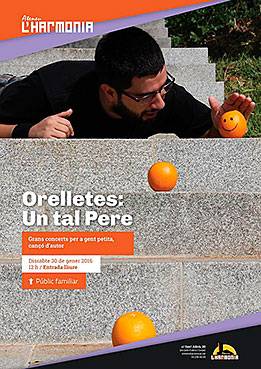 Ateneu
L'HARMONIA
Orelletes:
Un tal Pere
Grans concerts per a gent petita,
cançó d'autor
Dissabte 30 de gener 2016
12 h / Entrada lliure
Públic familiar
L'HARMONIA